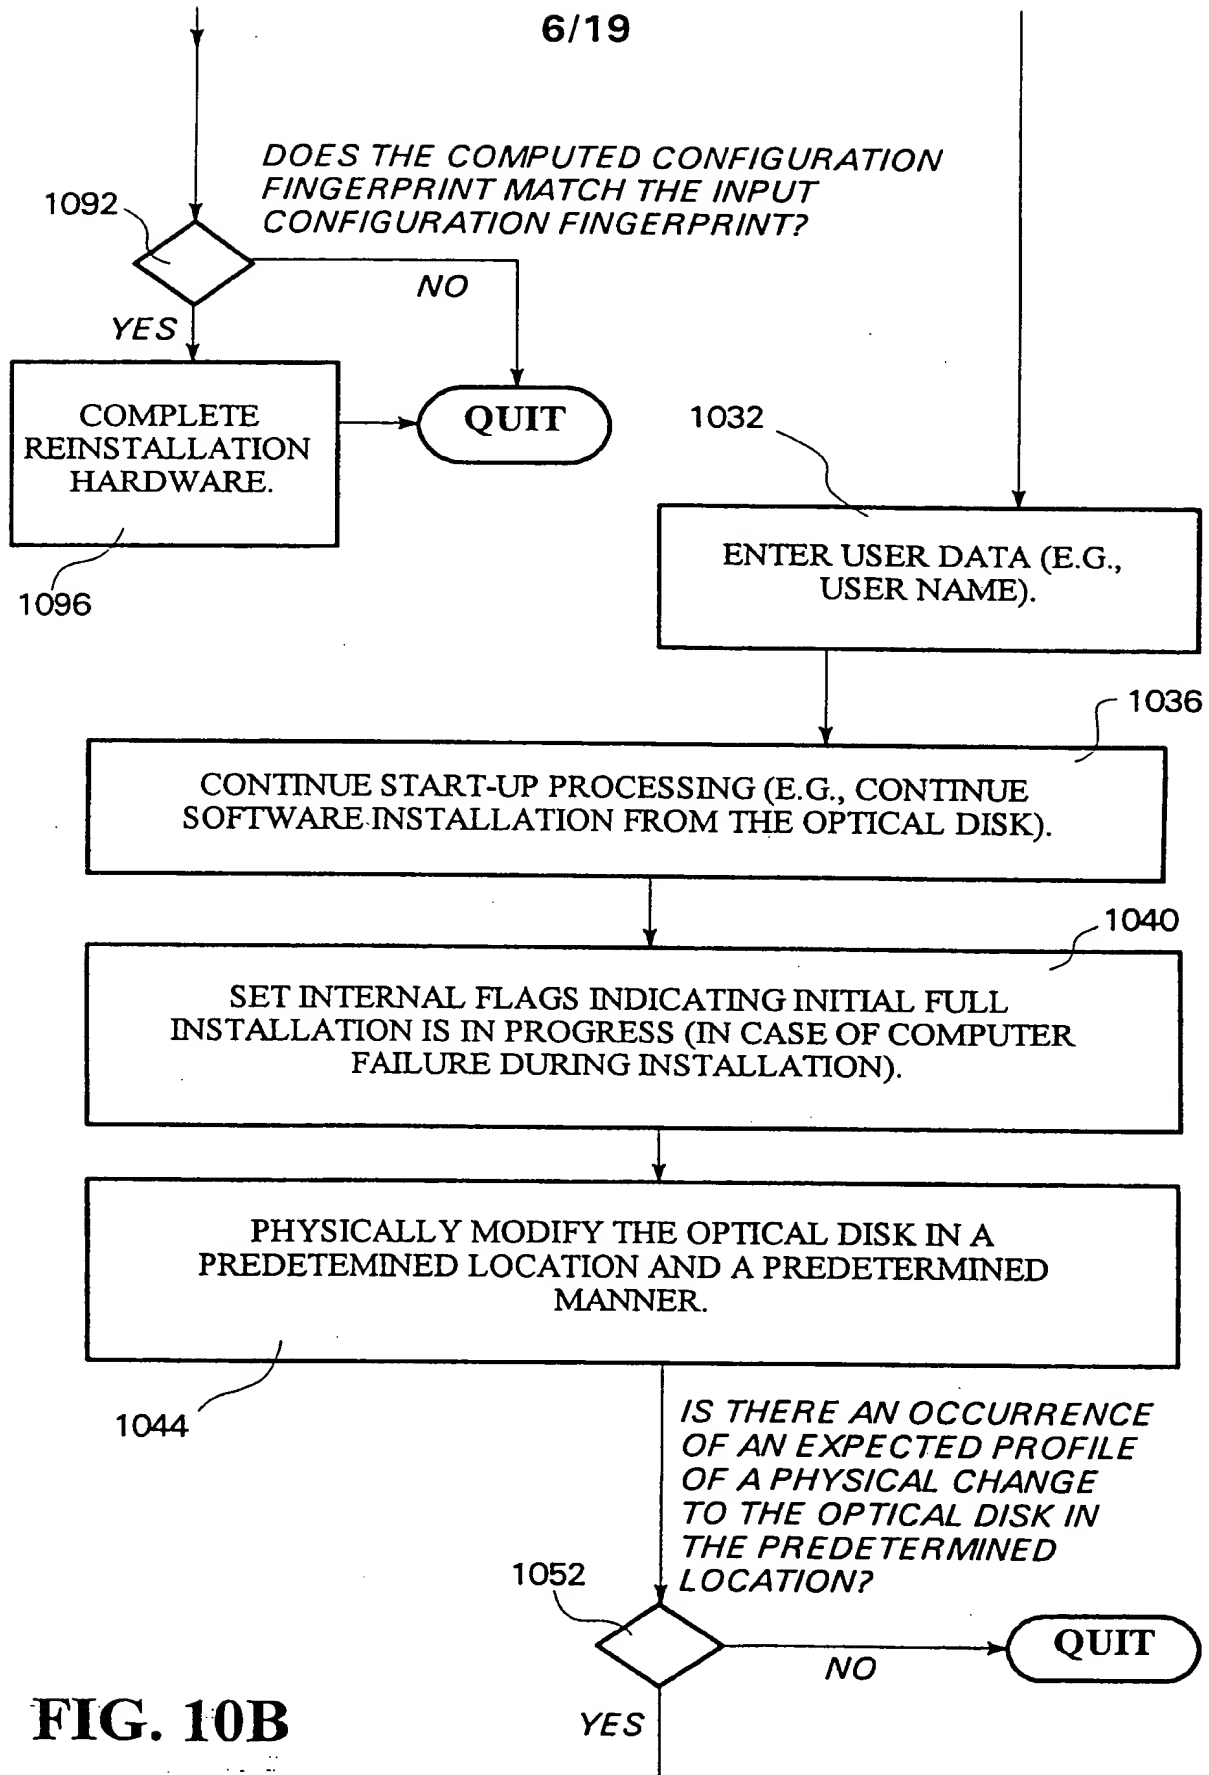 6/19
DOES THE COMPUTED CONFIGURATION
FINGERPRINT MATCH THE INPUT
CONFIGURATION FINGERPRINT?
1092
NO
YES
COMPLETE
REINSTALLATION
HARDWARE.
QUIT
1096
1032
ENTER USER DATA (E.G.,
USER NAME).
1036
CONTINUE START-UP PROCESSING (E.G., CONTINUE
SOFTWARE INSTALLATION FROM THE OPTICAL DISK).
1040
SET INTERNAL FLAGS INDICATING INITIAL FULL
INSTALLATION IS IN PROGRESS (IN CASE OF COMPUTER
FAILURE DURING INSTALLATION).
PHYSICALLY MODIFY THE OPTICAL DISK IN A
PREDETEMINED LOCATION AND A PREDETERMINED
MANNER.
1044
IS THERE AN OCCURRENCE
OF AN EXPECTED PROFILE
OF A PHYSICAL CHANGE
TO THE OPTICAL DISK IN
THE PREDETERMINED
LOCATION?
1052
NO
QUIT
YES
FIG. 10B